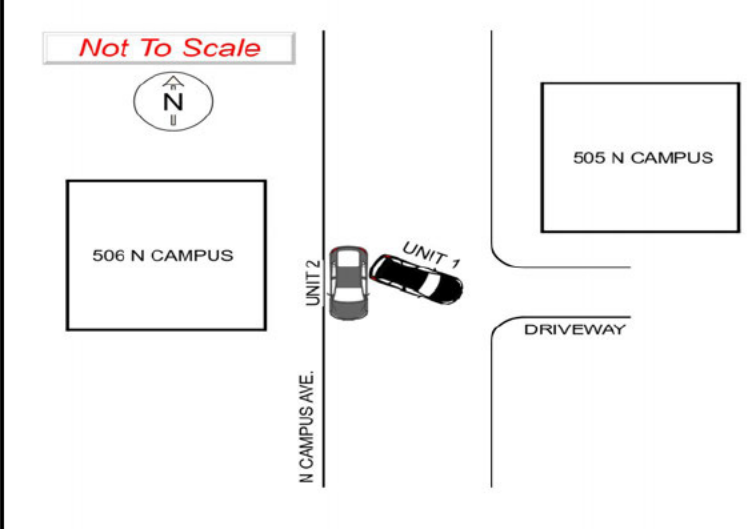 Not To Scale
N
505 N CAMPUS
506 N CAMPUS
UNIT 2
UNIT 1
DRIVEWAY
N CAMPUS AVE.